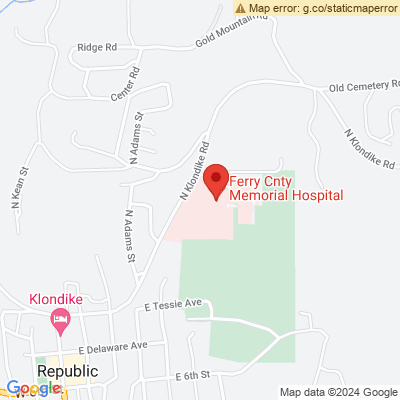 Map error: g.co/staticmaperror
Gold Mountain Rd
Ridge Rd
Center Rd
Old Cemetery Rd
N Adams St
N Klondike Rd
N Klondike Rd
N Kean St
Ferry Cnty
Memorial Hospital
N Adams St
Klondike
E Tessie Ave
E Delaware Ave
Republic
E 6th St
Google
Map data ©2024 Google